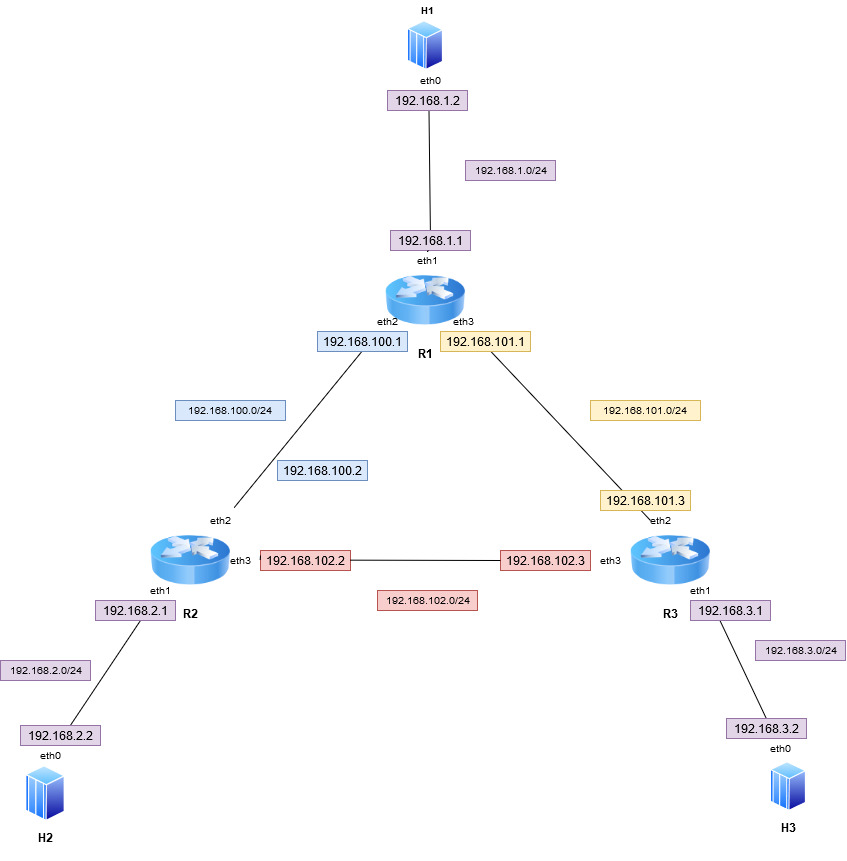 H1
eth0
192.168.1.2
192.168.1.0/24
192.168.1.1
eth1
eth2
eth3
192.168.100.1
R1
192.168.101.1
192.168.100.0/24
192.168.101.0/24
192.168.100.2
192.168.101.3
eth2
eth2
eth3
192.168.102.2
192.168.102.3
eth3
eth1
eth1
192.168.102.0/24
192.168.2.1
R2
R3
192.168.3.1
192.168.2.0/24
192.168.3.0/24
192.168.2.2
192.168.3.2
eth0
eth0
H2
H3